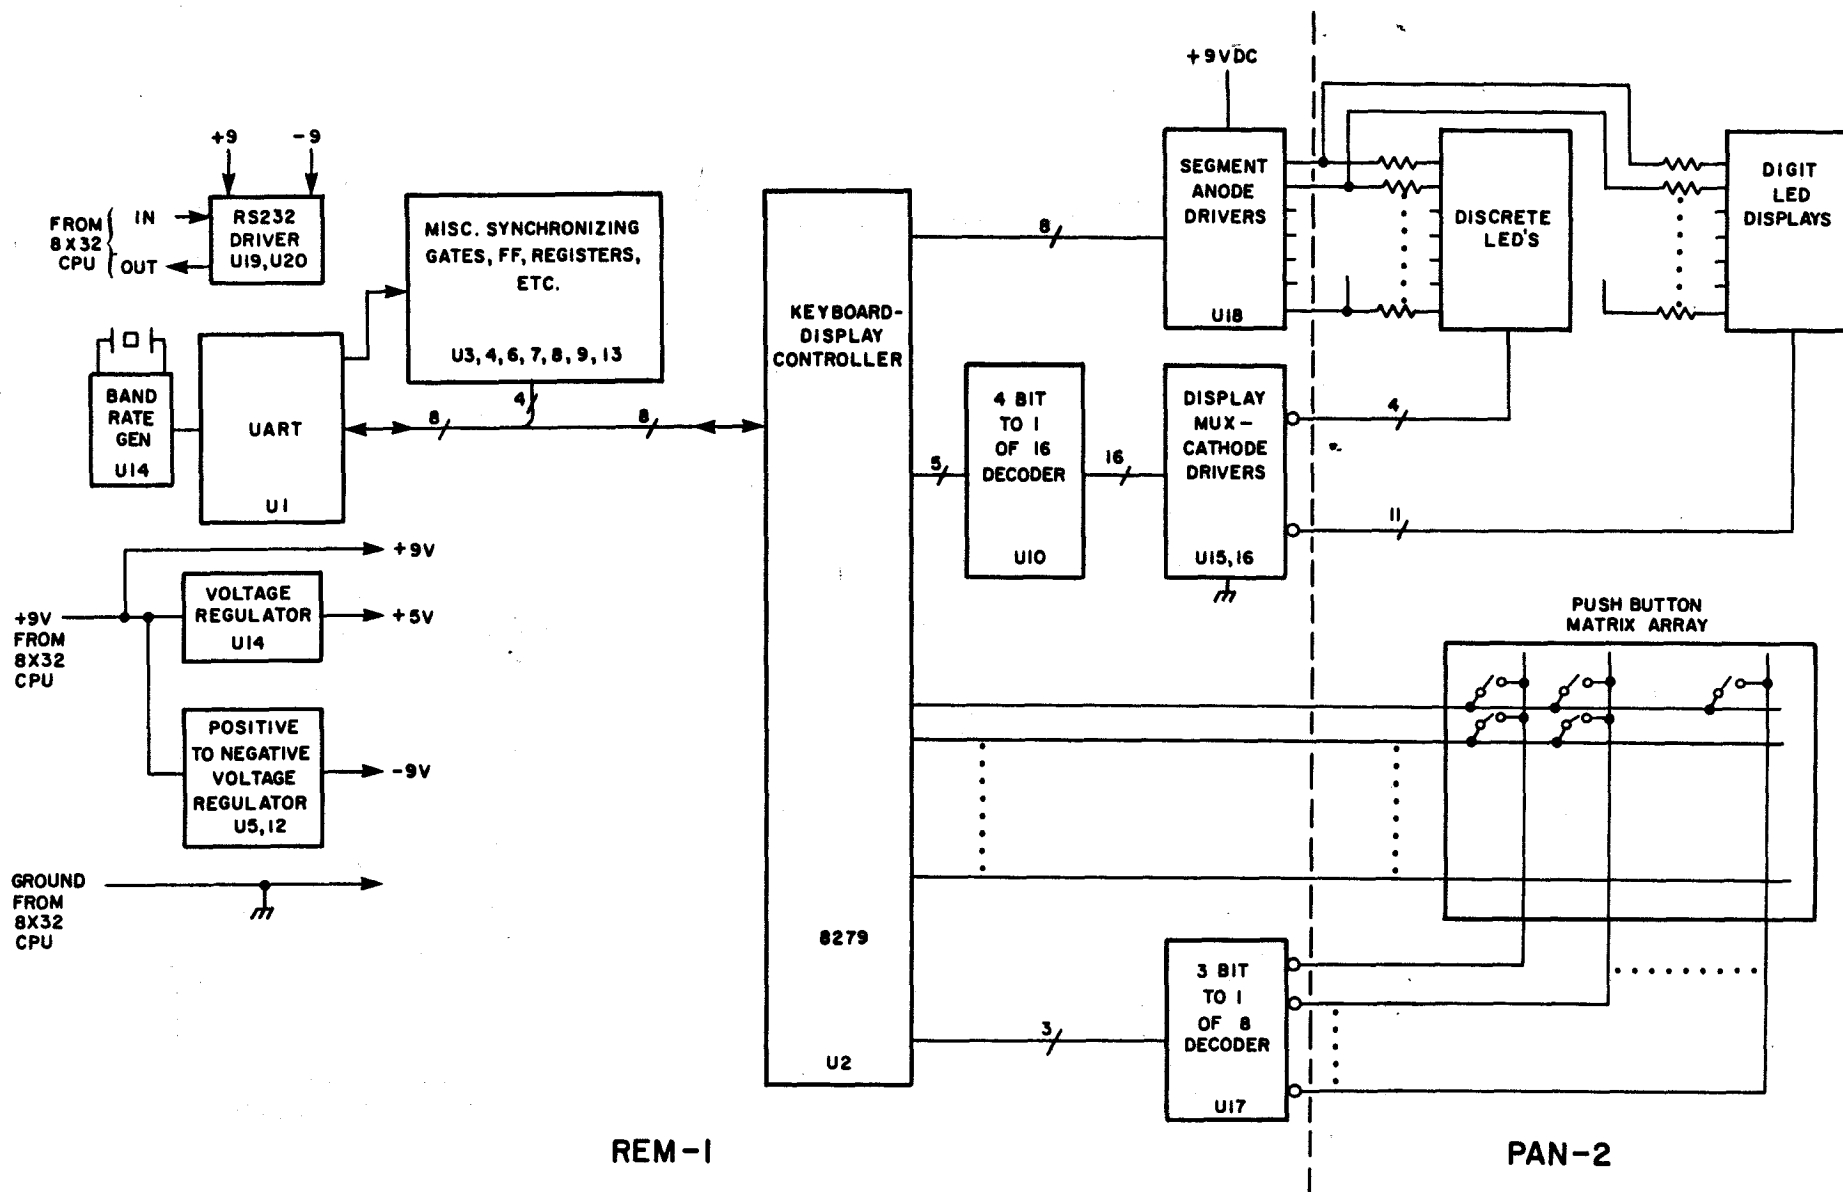 +9VDC
+9
-9
FROM
8X32
CPU
IN
OUT
RS232
DRIVER
U19, U20
MISC. SYNCHRONIZING
GATES, FF, REGISTERS,
ETC.
U3, 4, 6, 7, 8, 9, 13
BAND
RATE
GEN
U14
UART
U1
8
4
8
KEYBOARD-
DISPLAY
CONTROLLER
8279
U2
8
SEGMENT
ANODE
DRIVERS
U18
DISCRETE
LED'S
DIGIT
LED
DISPLAYS
5
4 BIT
TO 1
OF 16
DECODER
U10
16
DISPLAY
MUX-
CATHODE
DRIVERS
U15, 16
4
11
+9V
FROM
8X32
CPU
+9V
VOLTAGE
REGULATOR
U14
+5V
POSITIVE
TO NEGATIVE
VOLTAGE
REGULATOR
U5, 12
-9V
GROUND
FROM
8X32
CPU
PUSH BUTTON
MATRIX ARRAY
3
3 BIT
TO 1
OF 8
DECODER
U17
REM-1
PAN-2